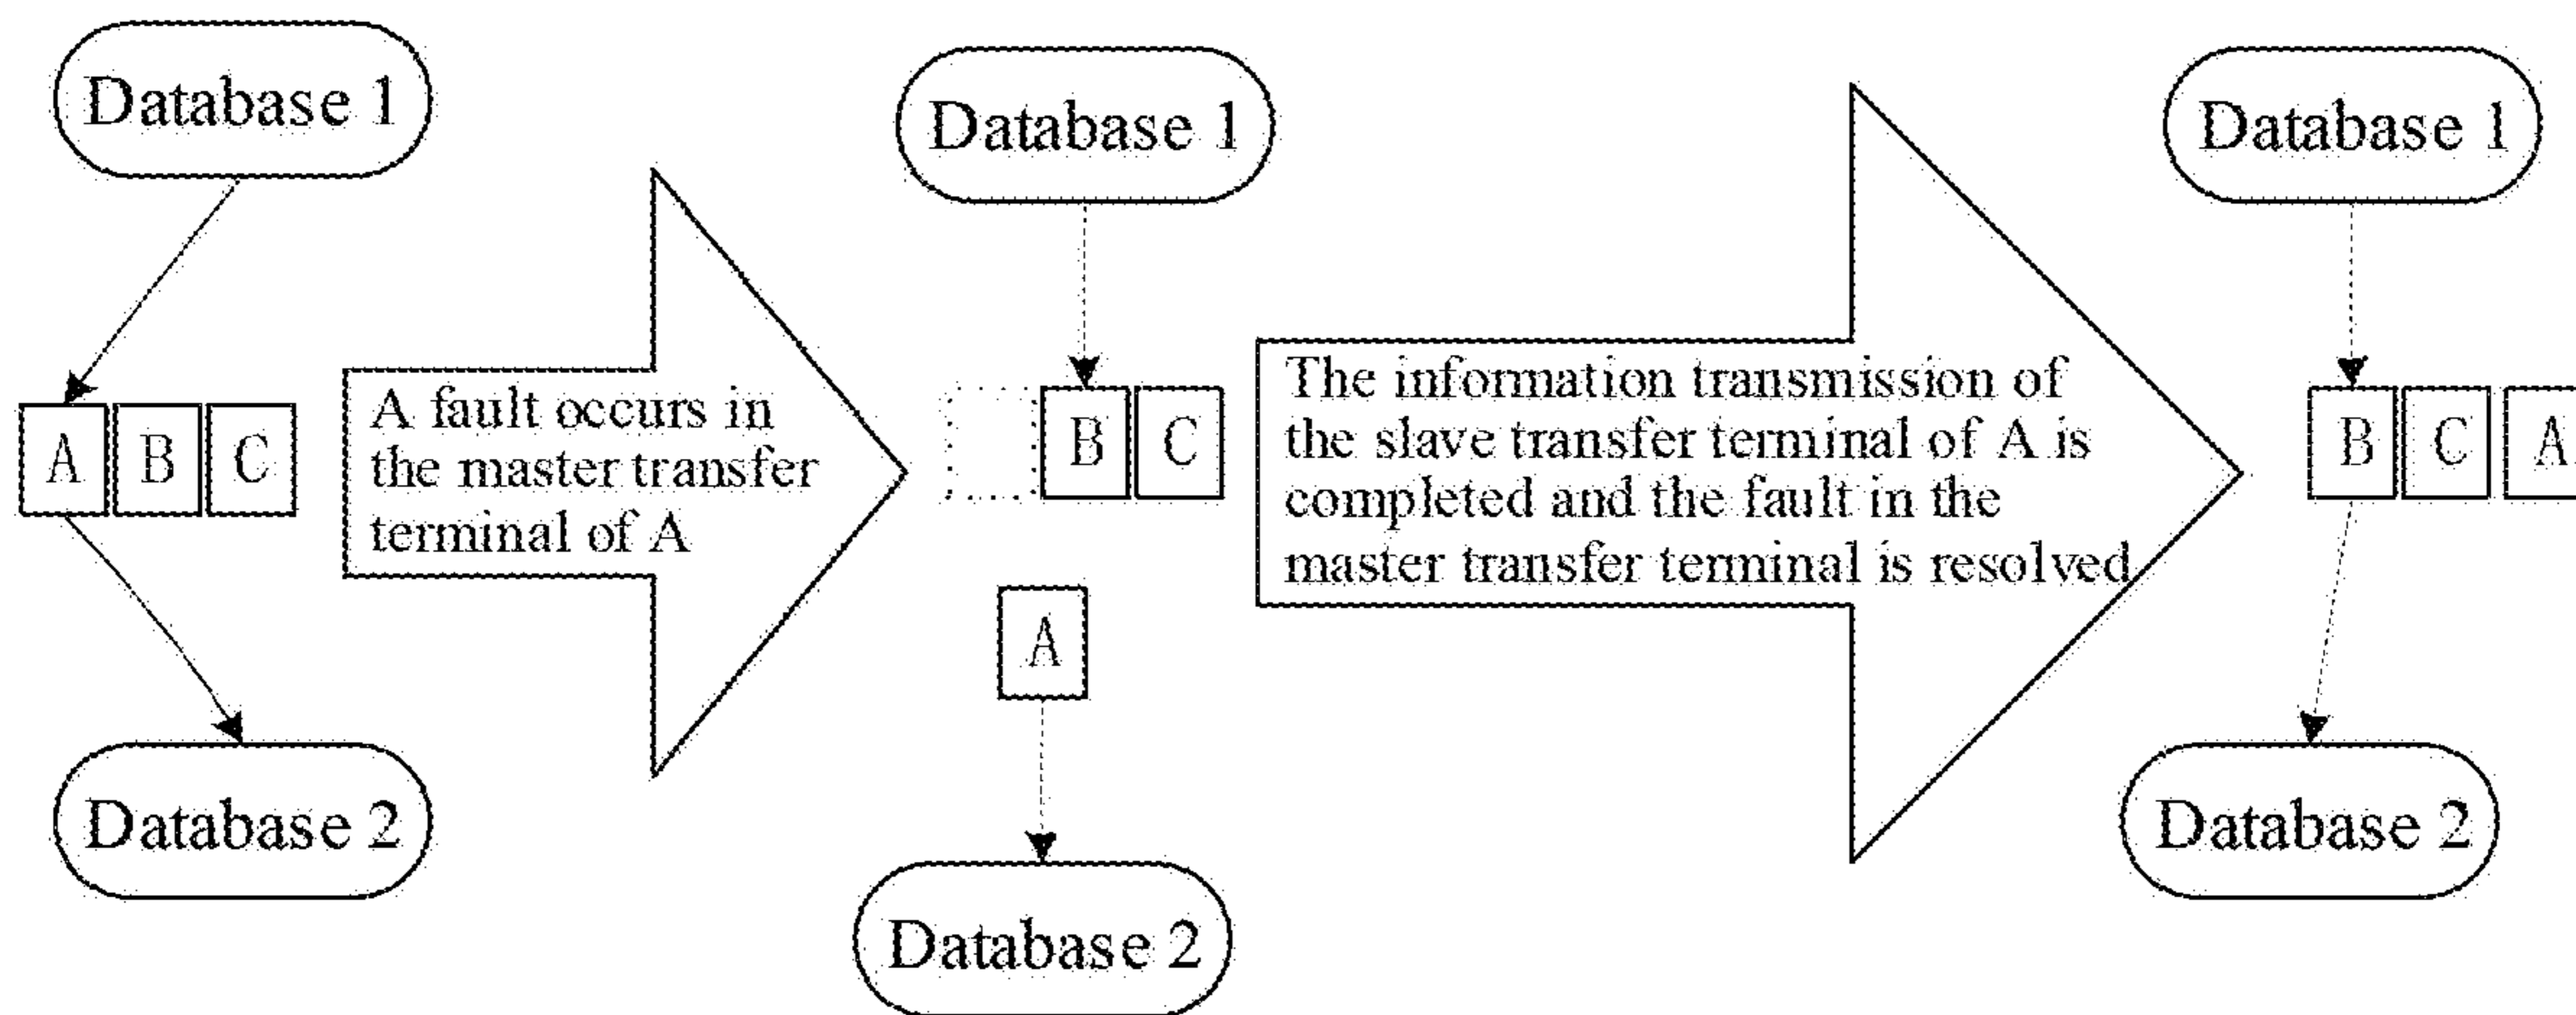 Database 1
A B C
Database 2
A fault occurs in
the master transfer
terminal of A
Database 1
B C
A
Database 2
The information transmission of
the slave transfer terminal of A is
completed and the fault in the
master transfer terminal is resolved
Database 1
B C A
Database 2